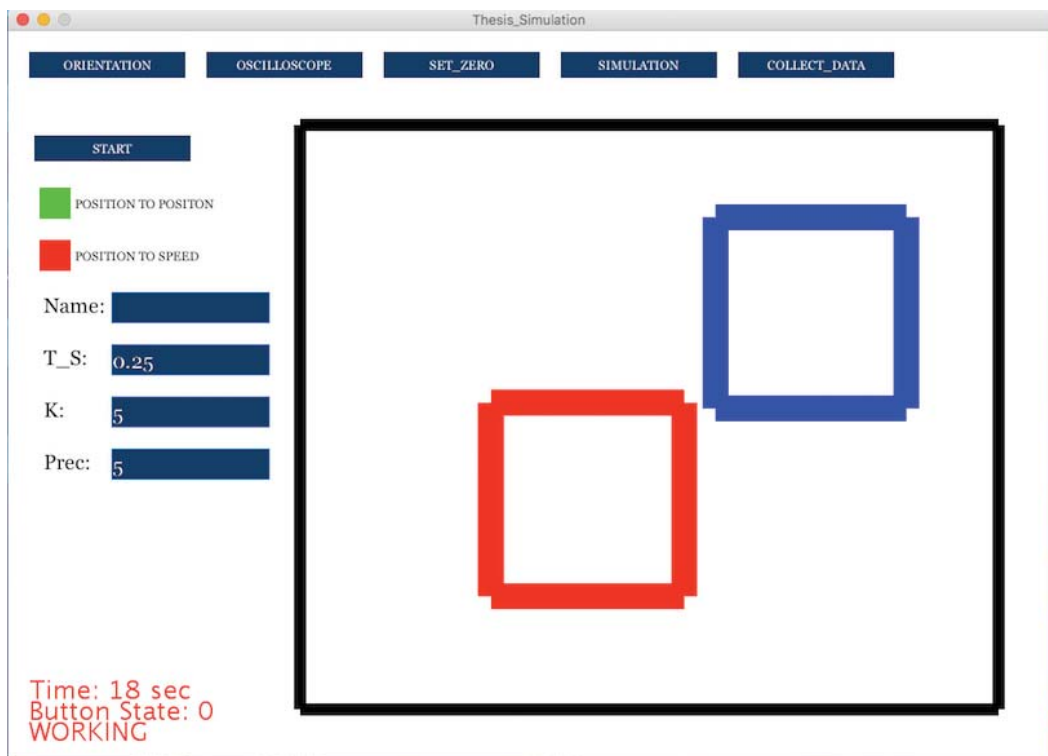 Thesis_Simulation
ORIENTATION
OSCILLOSCOPE
SET_ZERO
SIMULATION
COLLECT_DATA
START
POSITION TO POSITON
POSITION TO SPEED
Name:
T_S: 0.25
K: 5
Prec: 5
Time: 18 sec
Button State: 0
WORKING